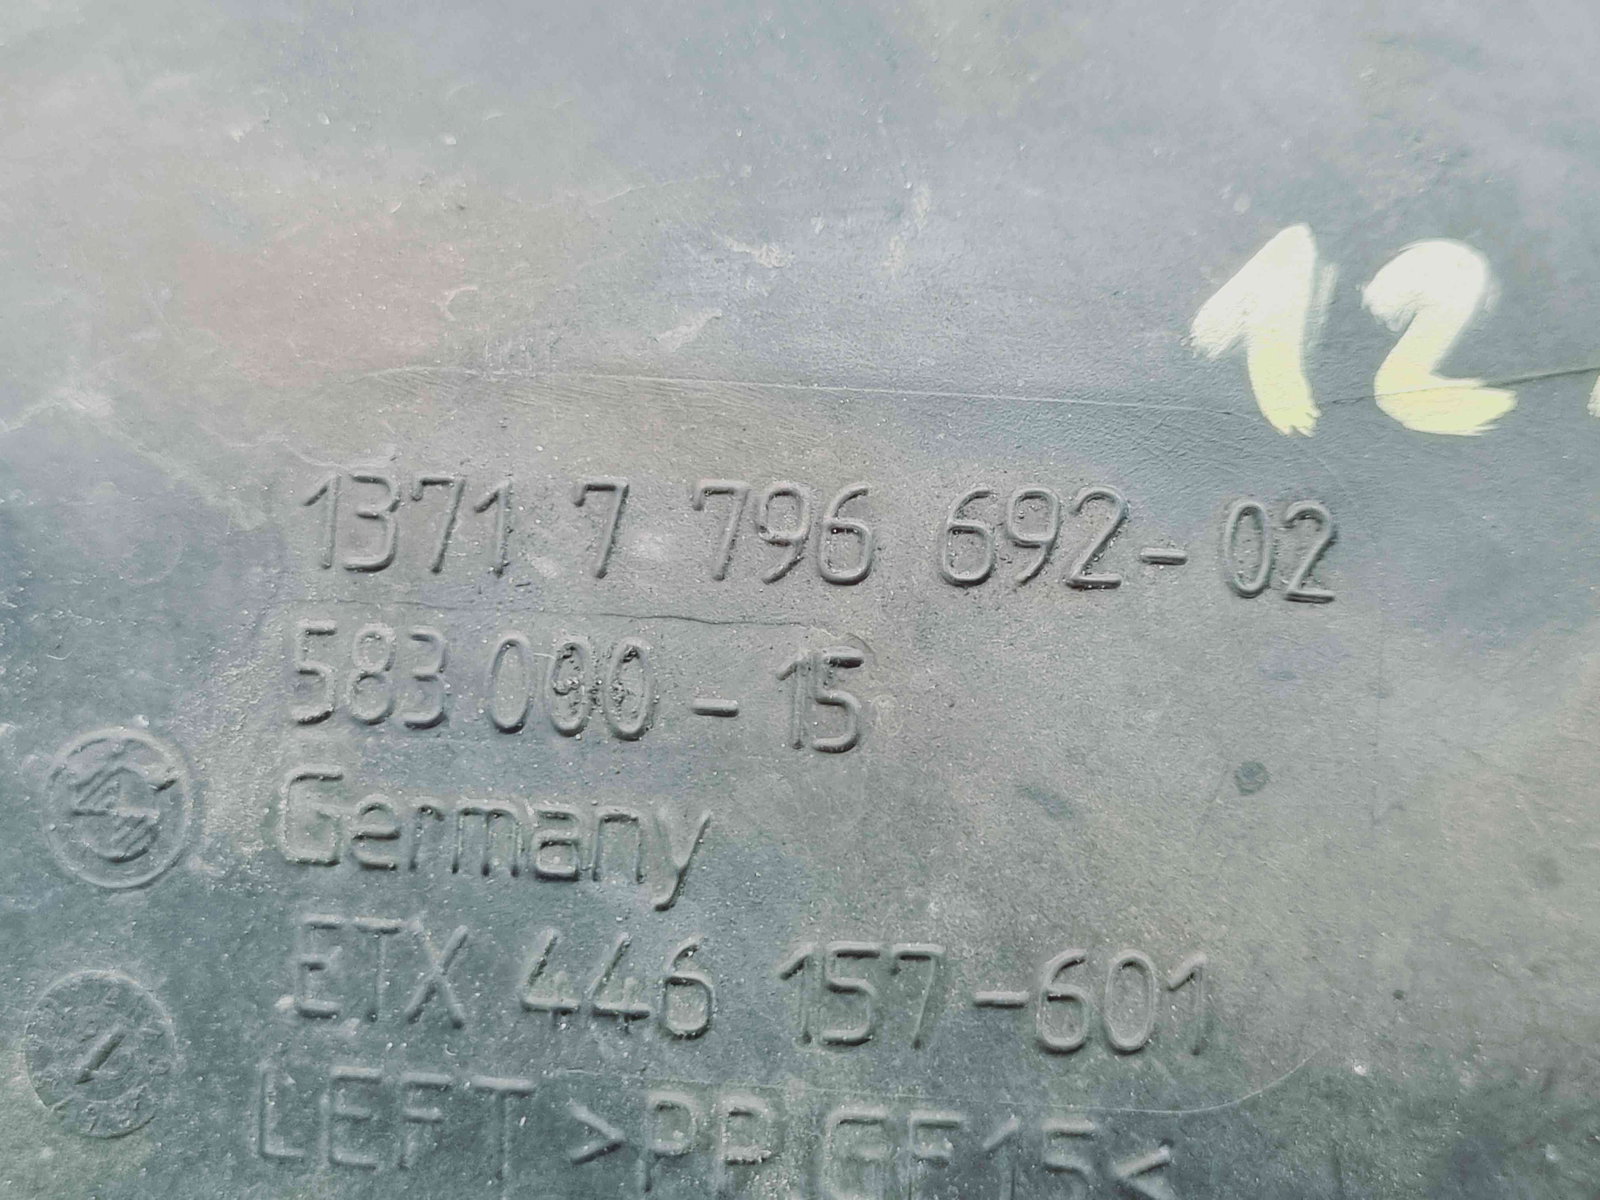 12
1371 7 796 692-02
583 000-15
Germany
ETX 446 157-601
LEFT >PP GF15<